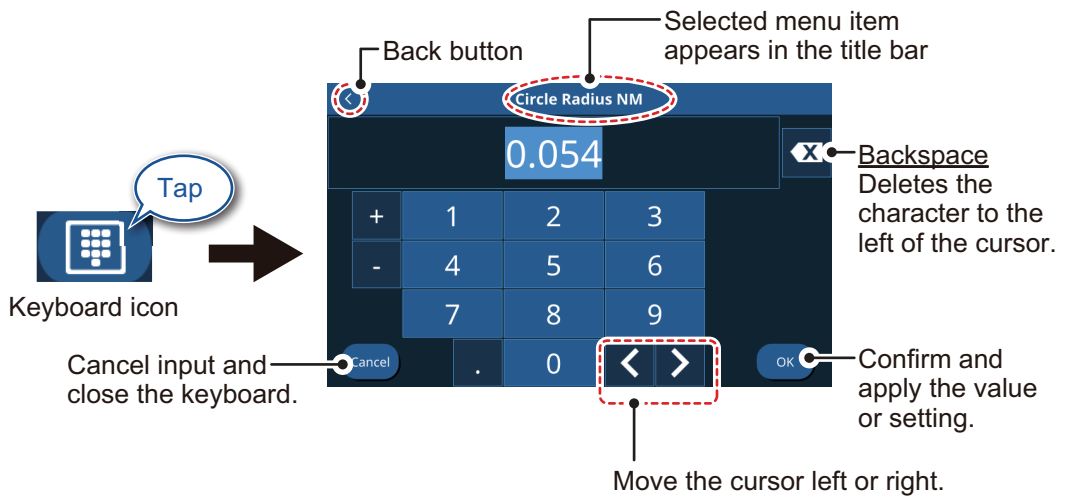 Selected menu item
appears in the title bar
Back button
Circle Radius NM
0.054
X
Backspace
Deletes the
character to the
left of the cursor.
Tap
Keyboard icon
+ 1 2 3
- 4 5 6
7 8 9
Cancel . 0 < > OK
Cancel input and
close the keyboard.
Confirm and
apply the value
or setting.
Move the cursor left or right.